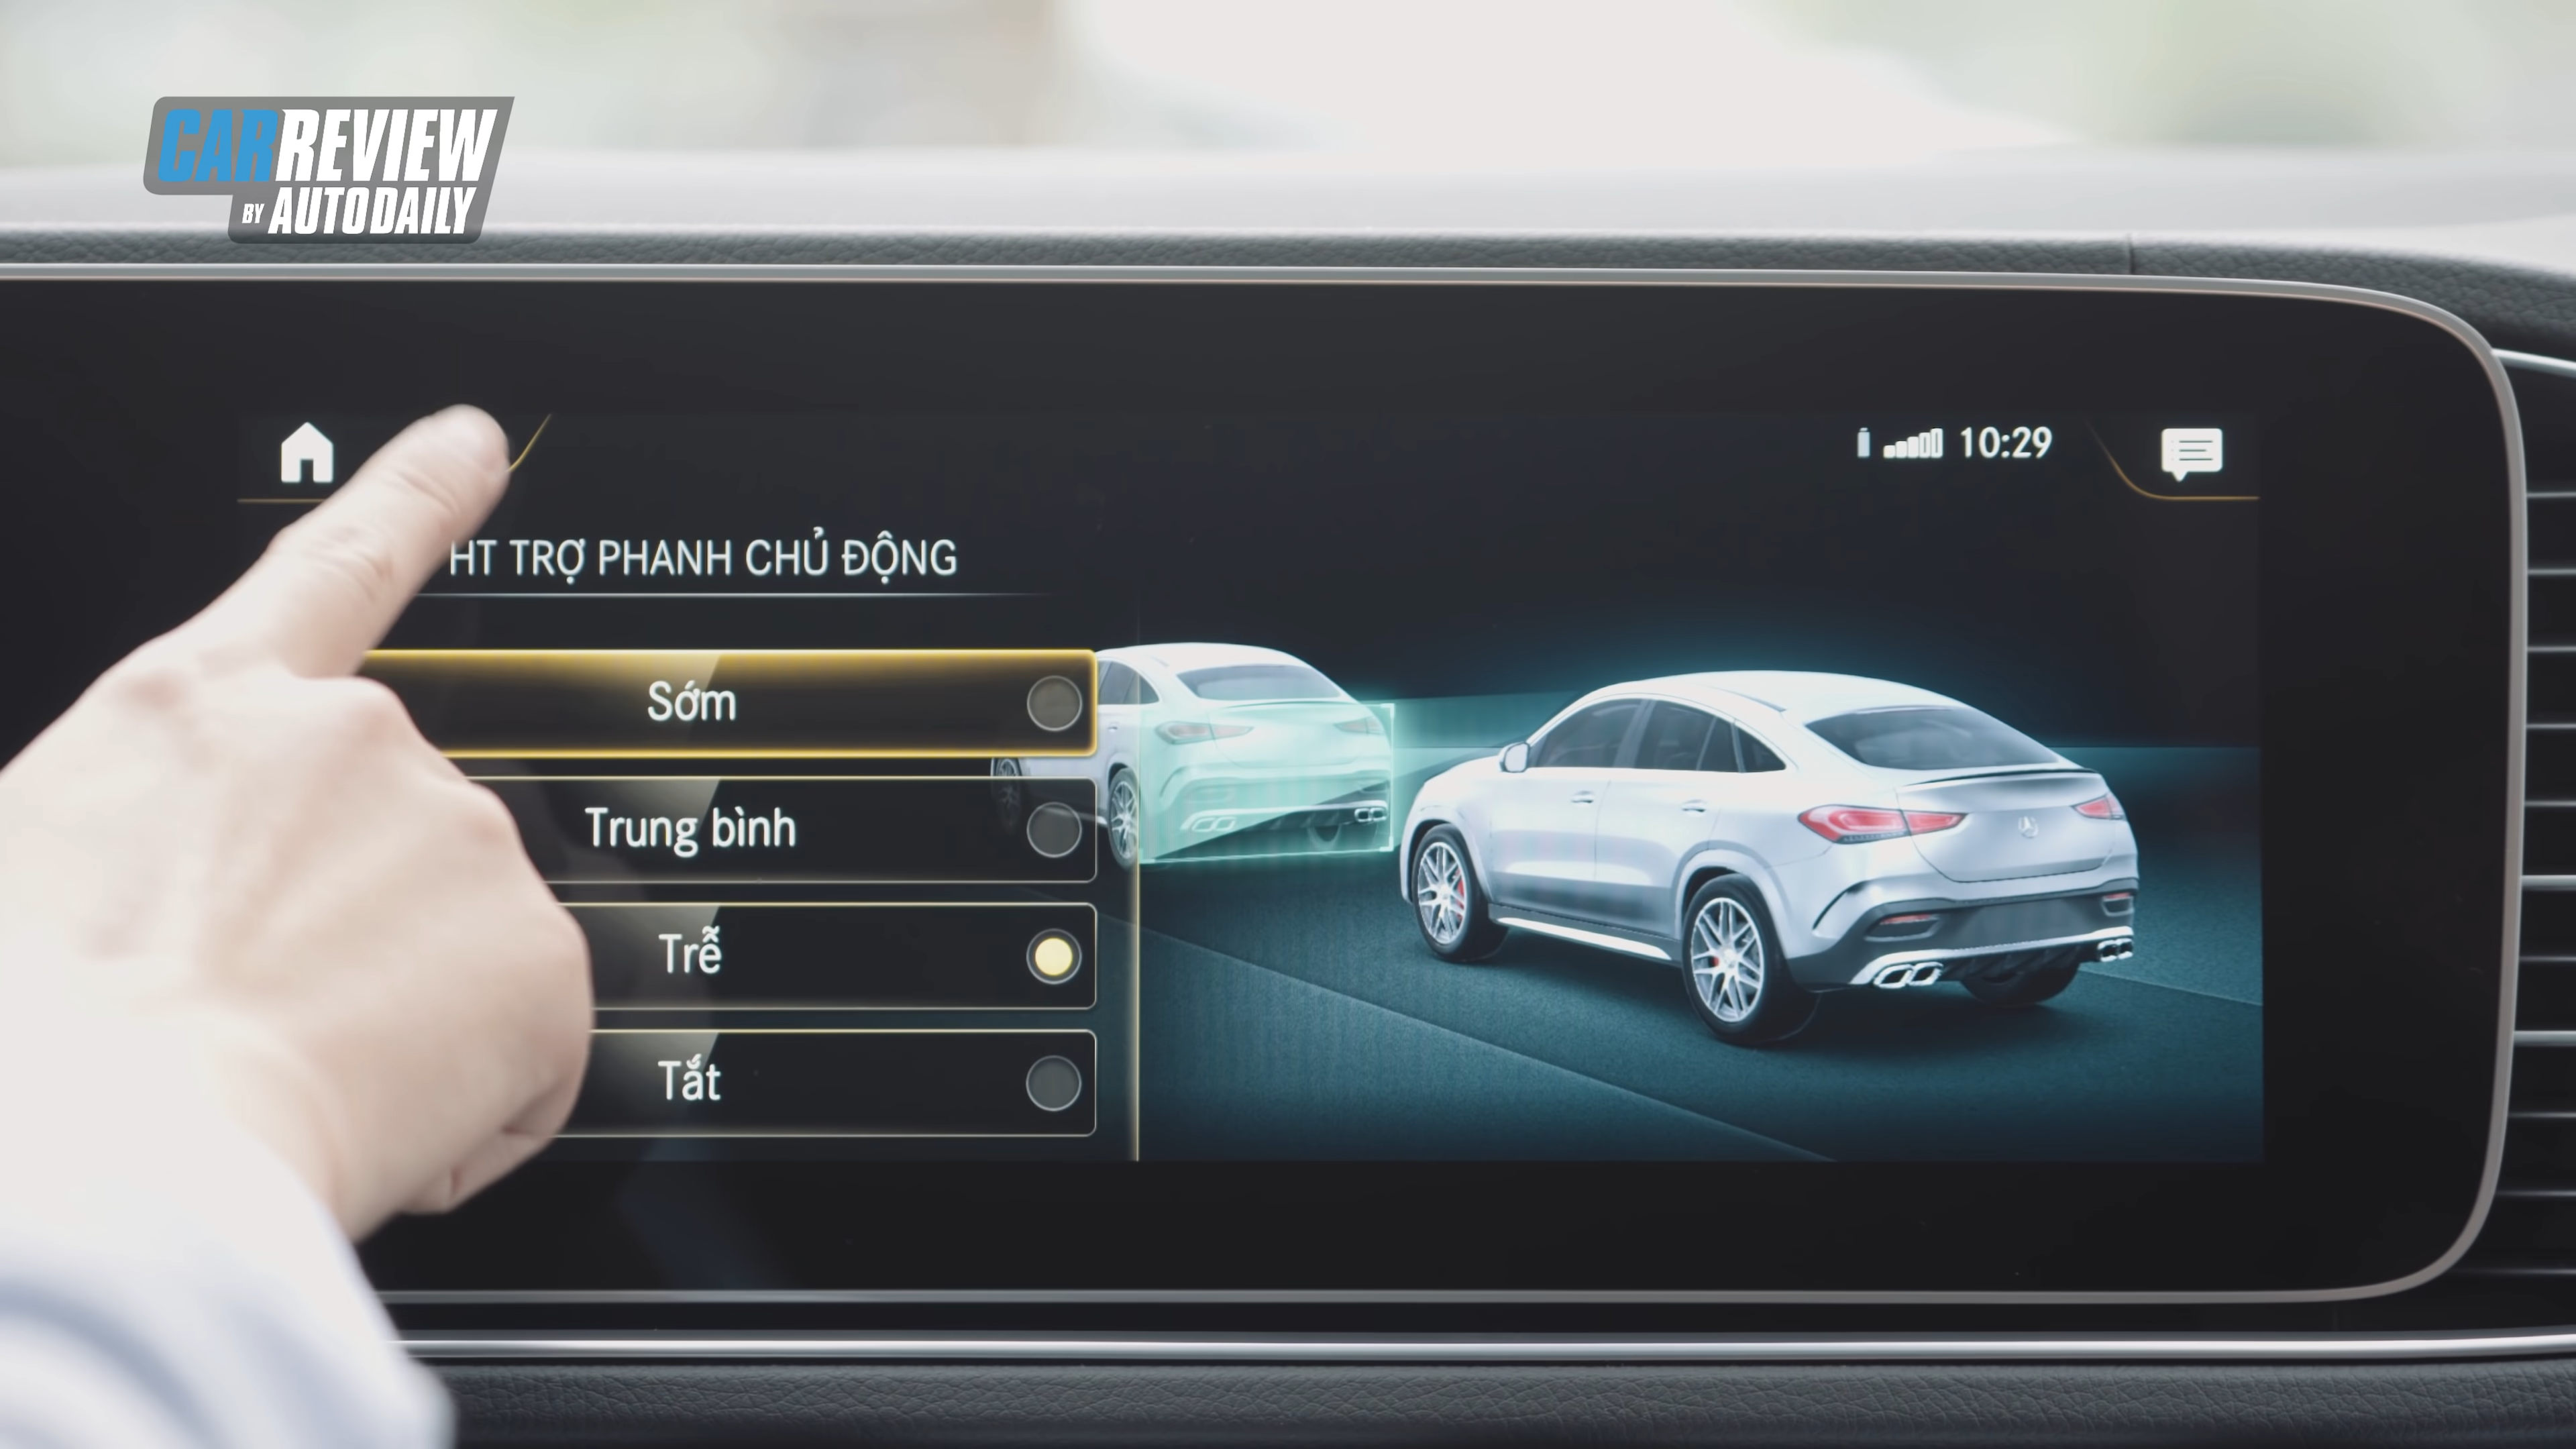 CARREVIEW
BY AUTODAILY
10:29
HT TRỢ PHANH CHỦ ĐỘNG
Sớm
Trung bình
Trễ
Tắt